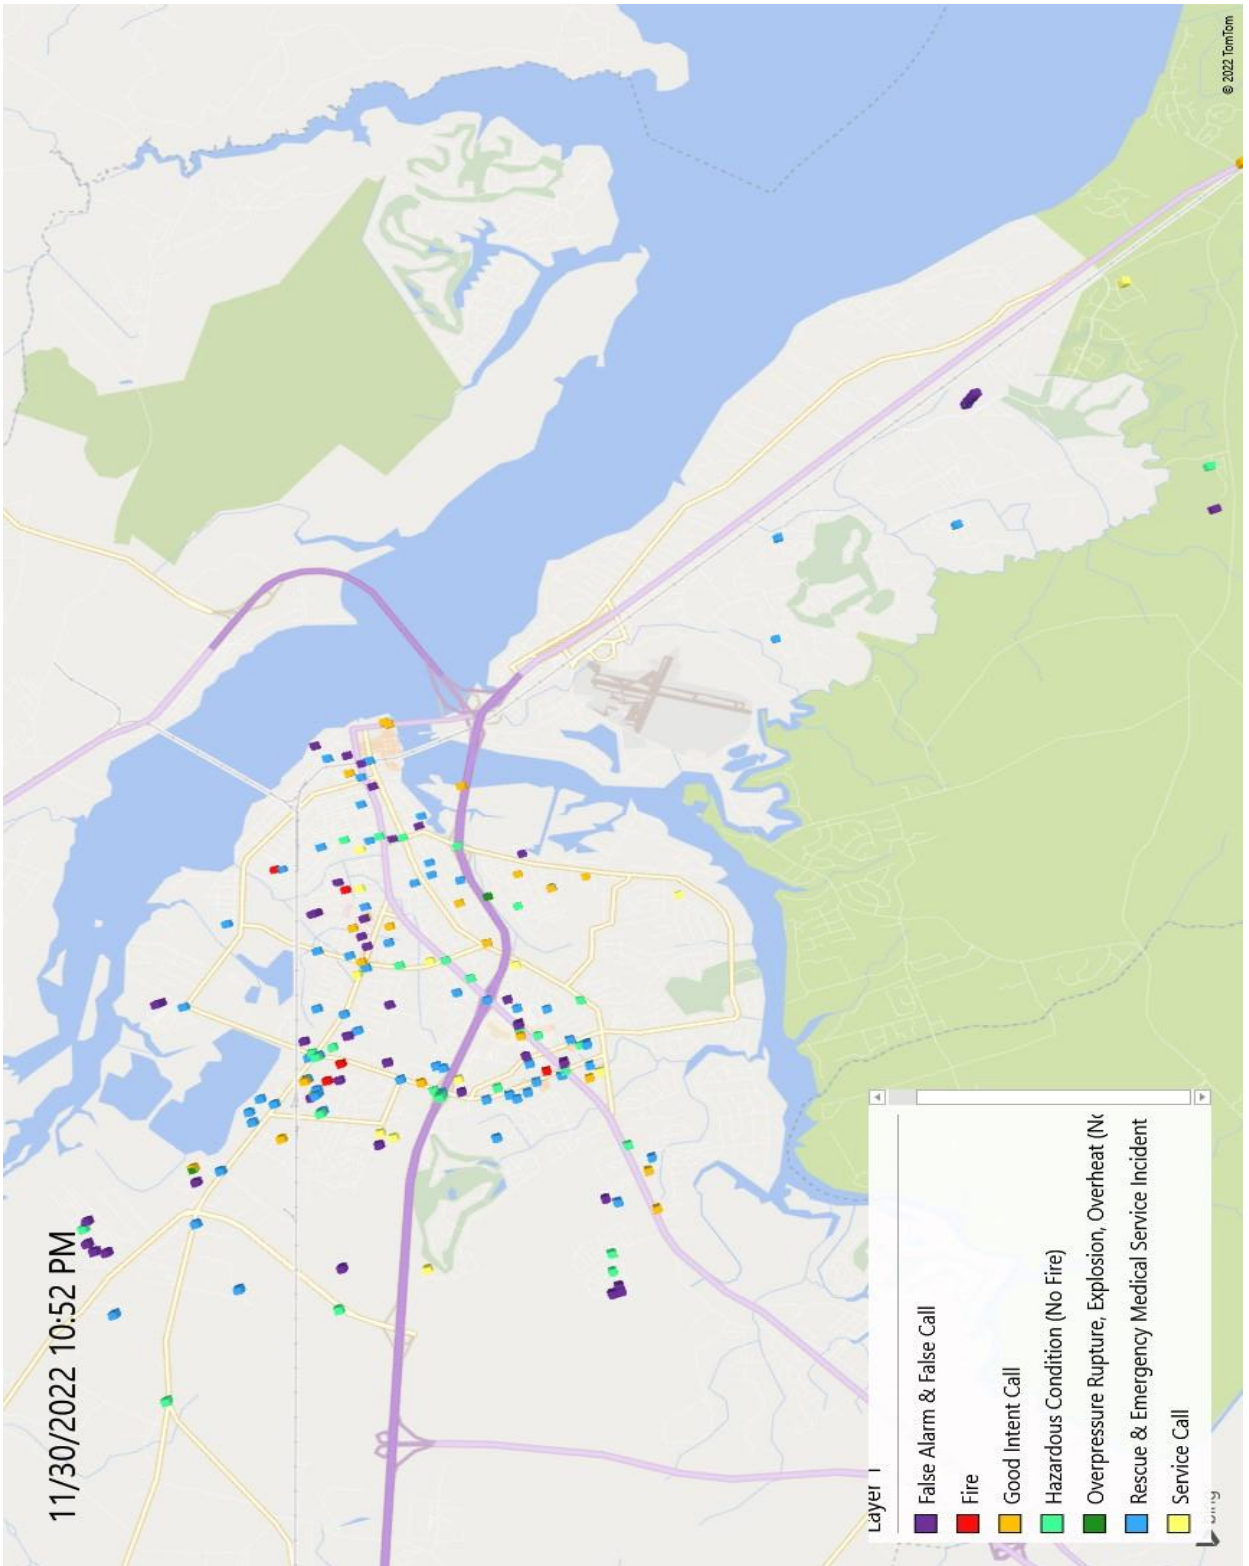 11/30/2022 10:52 PM
© 2022 TomTom
Layer 1
False Alarm & False Call
Fire
Good Intent Call
Hazardous Condition (No Fire)
Overpressure Rupture, Explosion, Overheat (No
Rescue & Emergency Medical Service Incident
Service Call